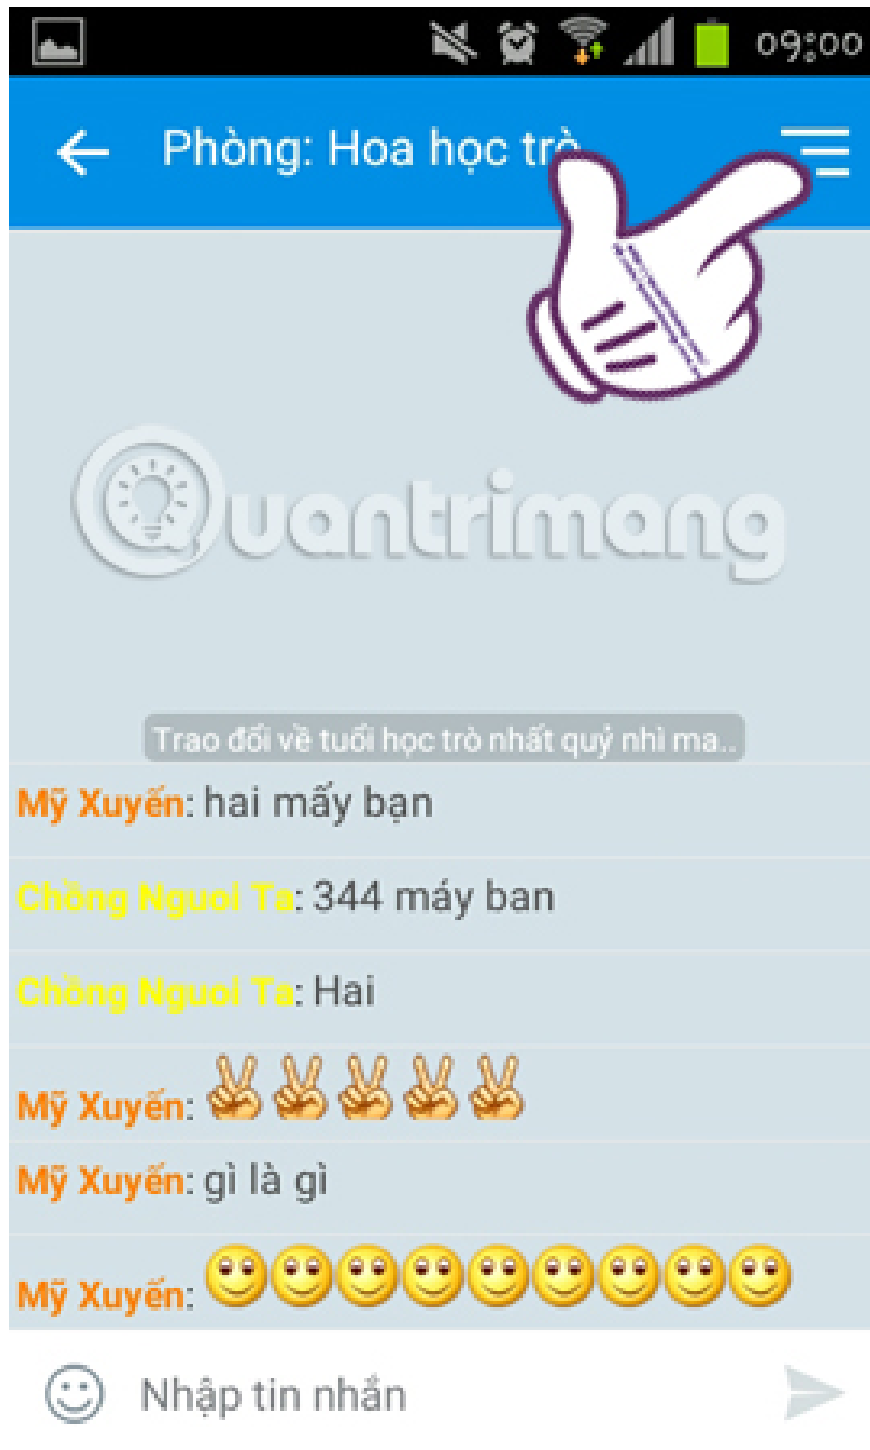 09:00
Phòng: Hoa học trò
Quantrimang
Trao đổi về tuổi học trò nhất quỷ nhì ma..
Mỹ Xuyến: hai mấy bạn
Chồng Nguoi Ta: 344 máy ban
Chồng Nguoi Ta: Hai
Mỹ Xuyến:
Mỹ Xuyến: gì là gì
Mỹ Xuyến:
Nhập tin nhắn